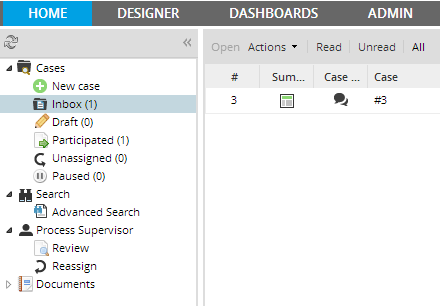 HOME DESIGNER DASHBOARDS ADMIN
Open Actions Read Unread All
Cases
New case
Inbox (1)
Draft (0)
Participated (1)
Unassigned (0)
Paused (0)
Search
Advanced Search
Process Supervisor
Review
Reassign
Documents
# Sum... Case ... Case
3 #3